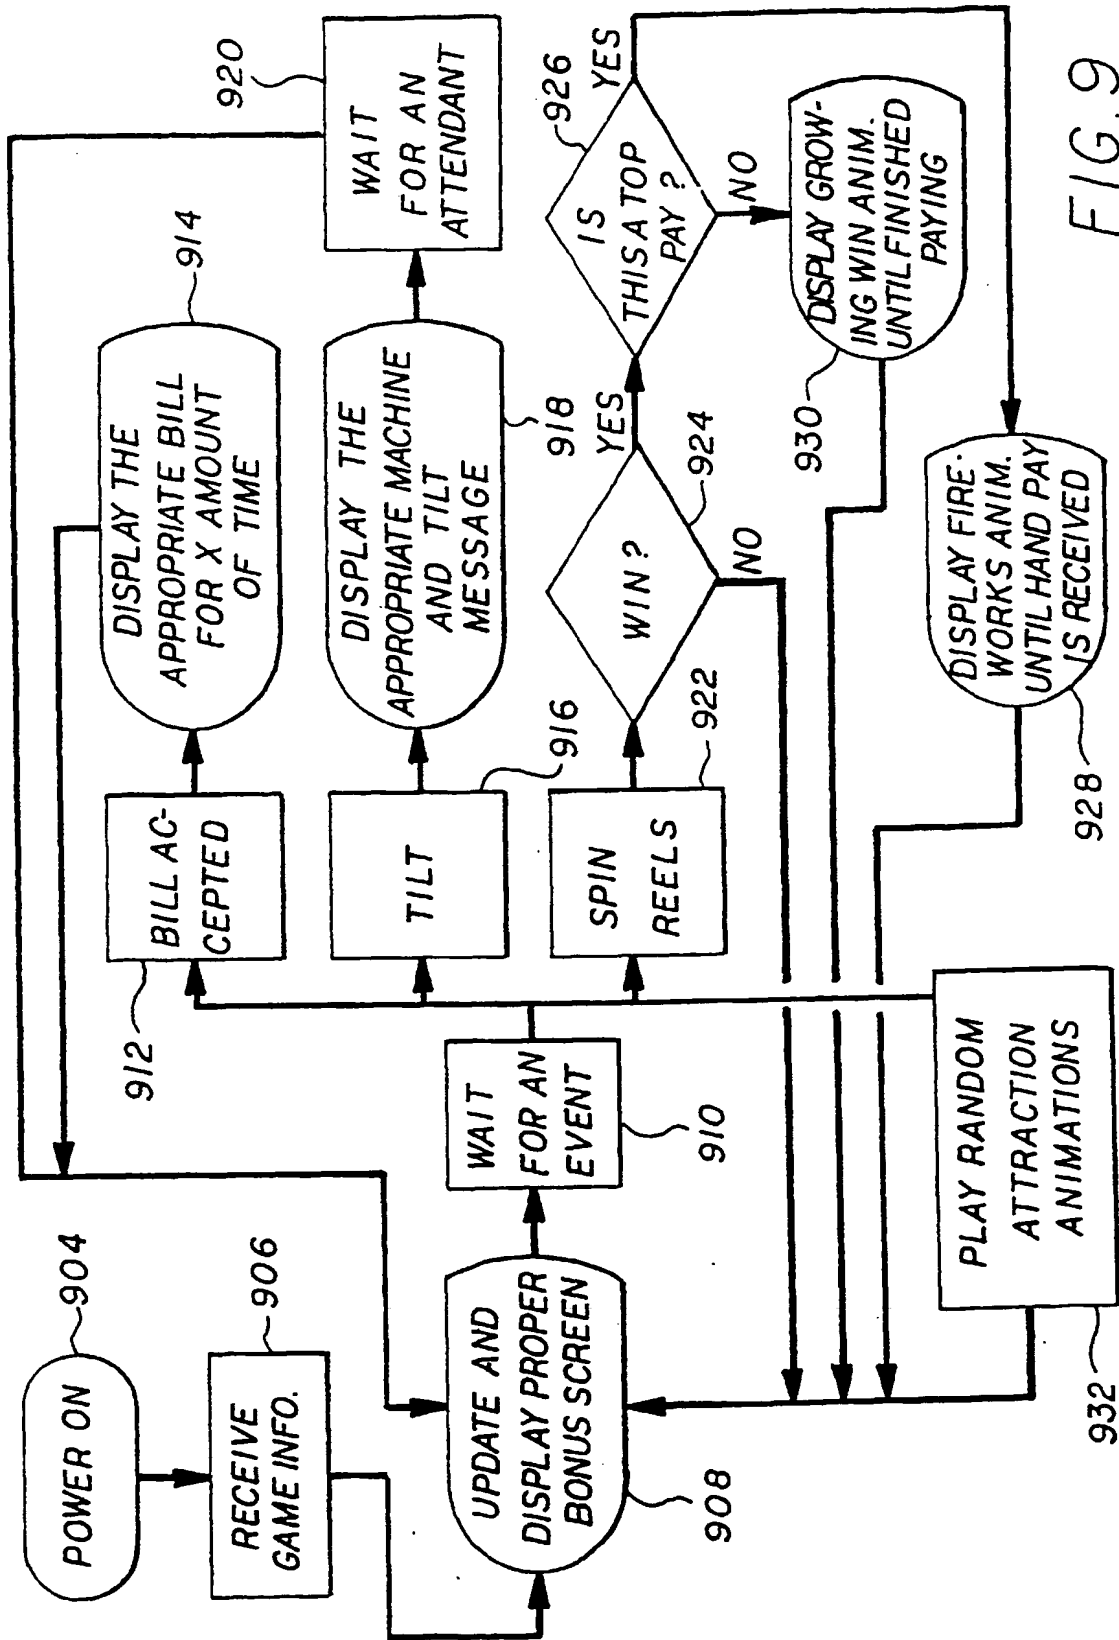 904
POWER ON
906
RECEIVE
GAME INFO.
UPDATE AND
DISPLAY PROPER
BONUS SCREEN
908
WAIT
FOR AN
EVENT
910
912
BILL AC-
CEPTED
DISPLAY THE
APPROPRIATE BILL
FOR X AMOUNT
OF TIME
914
TILT
916
DISPLAY THE
APPROPRIATE MACHINE
AND TILT
MESSAGE
918
WAIT
FOR AN
ATTENDANT
920
SPIN
REELS
922
WIN?
924
YES
NO
IS
THIS A TOP
PAY?
926
YES
NO
DISPLAY GROW-
ING WIN ANIM.
UNTIL FINISHED
PAYING
930
DISPLAY FIRE-
WORKS ANIM.
UNTIL HAND PAY
IS RECEIVED
928
PLAY RANDOM
ATTRACTION
ANIMATIONS
932
FIG. 9